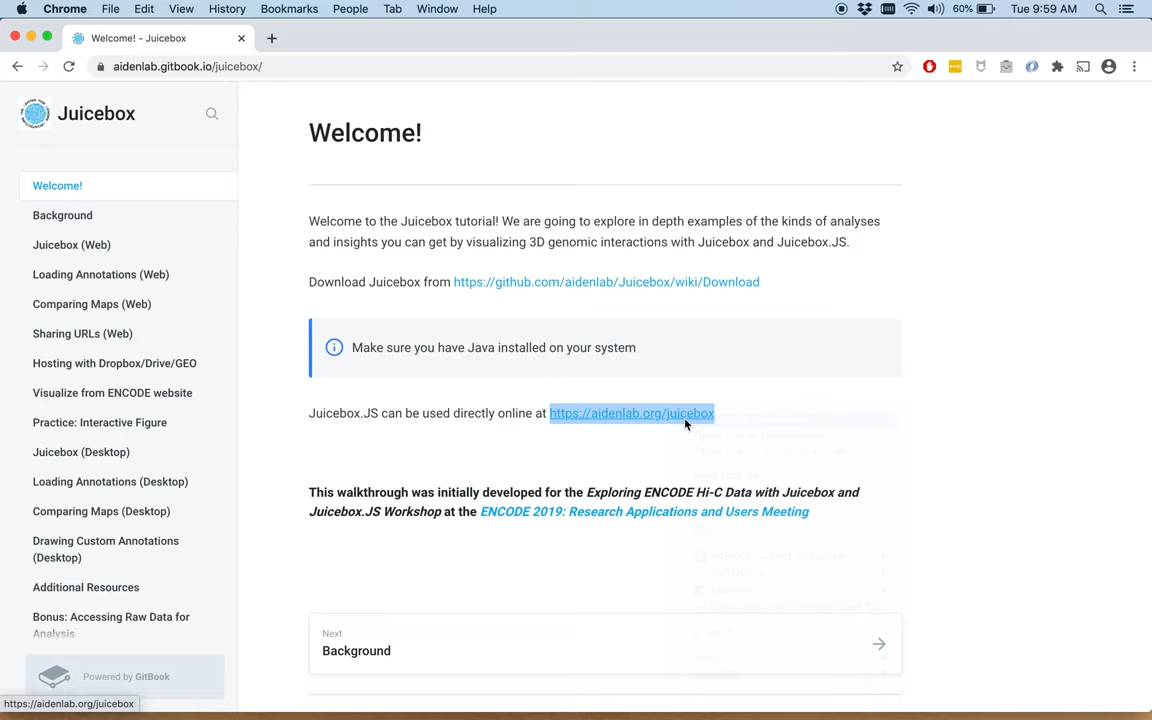 Chrome File Edit View History Bookmarks People Tab Window Help 60% Tue 9:59 AM
Welcome! - Juicebox
aidenlab.gitbook.io/juicebox/
Juicebox
Welcome!
Background
Juicebox (Web)
Loading Annotations (Web)
Comparing Maps (Web)
Sharing URLs (Web)
Hosting with Dropbox/Drive/GEO
Visualize from ENCODE website
Practice: Interactive Figure
Juicebox (Desktop)
Loading Annotations (Desktop)
Comparing Maps (Desktop)
Drawing Custom Annotations
(Desktop)
Additional Resources
Bonus: Accessing Raw Data for
Analysis
Powered by GitBook
https://aidenlab.org/juicebox
Welcome!
Welcome to the Juicebox tutorial! We are going to explore in depth examples of the kinds of analyses
and insights you can get by visualizing 3D genomic interactions with Juicebox and Juicebox.JS.
Download Juicebox from https://github.com/aidenlab/Juicebox/wiki/Download
Make sure you have Java installed on your system
Juicebox.JS can be used directly online at https://aidenlab.org/juicebox
This walkthrough was initially developed for the Exploring ENCODE Hi-C Data with Juicebox and
Juicebox.JS Workshop at the ENCODE 2019: Research Applications and Users Meeting
Next
Background